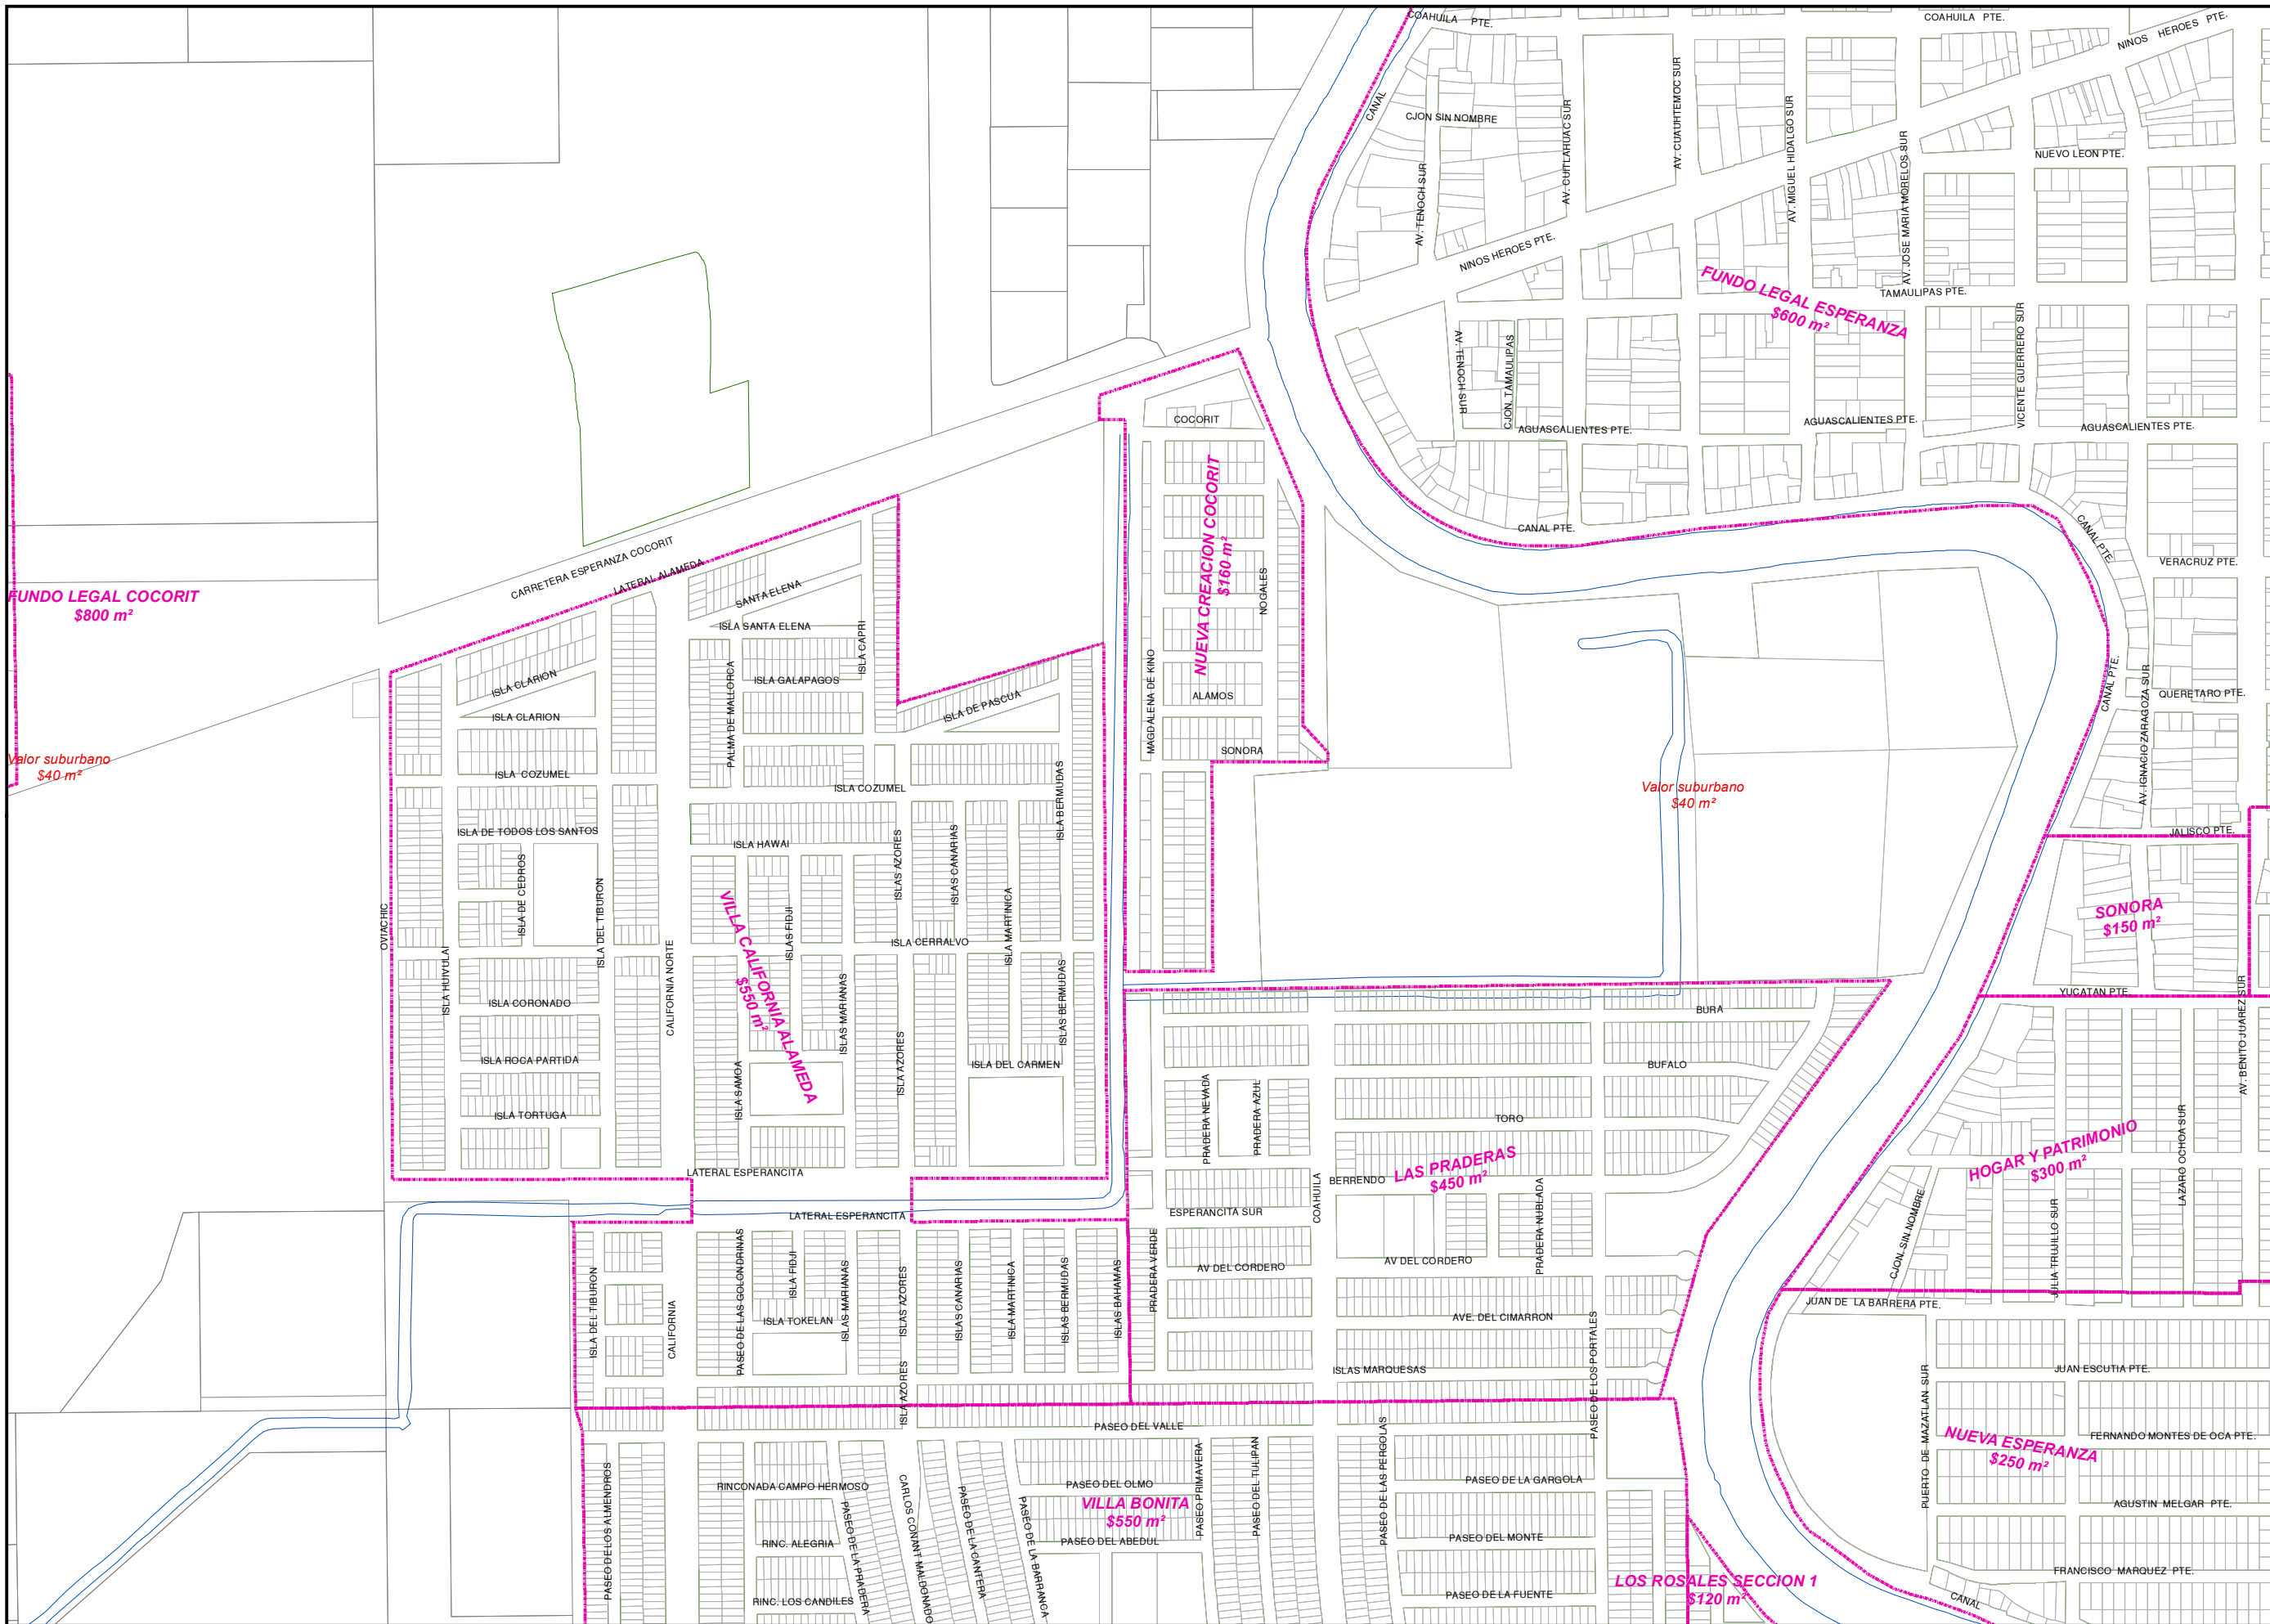 COAHUILA PTE.
COAHUILA PTE.
NINOS HEROES PTE.
CANAL
CJON SIN NOMBRE
AV. TENOCH SUR
AV. CUITLAHUAC SUR
AV. CUAUHTEMOC SUR
AV. MIGUEL HIDALGO SUR
AV. JOSE MARIA MORELOS SUR
NUEVO LEON PTE.
NINOS HEROES PTE.
FUNDO LEGAL ESPERANZA
$600 m²
TAMAULIPAS PTE.
VICENTE GUERRERO SUR
AV. TENOCH SUR
CJON. TAMAULIPAS
AGUASCALIENTES PTE.
AGUASCALIENTES PTE.
AGUASCALIENTES PTE.
COCORIT
NUEVA CREACION COCORIT
$160 m²
NOGALES
MAGDALENA DE KINO
ALAMOS
SONORA
CANAL PTE.
CANAL PTE.
VERACRUZ PTE.
CANAL PTE.
QUERETARO PTE.
AV. IGNACIO ZARAGOZA SUR
JALISCO PTE.
CARRETERA ESPERANZA COCORIT
LATERAL ALAMEDA
FUNDO LEGAL COCORIT
$800 m²
Valor suburbano
$40 m²
SANTA ELENA
ISLA SANTA ELENA
ISLA CAPRI
PALMA DE MALLORCA
ISLA GALAPAGOS
ISLA CLARION
ISLA CLARION
ISLA DE PASCUA
ISLA COZUMEL
ISLA COZUMEL
ISLA BERMUDAS
ISLA DE TODOS LOS SANTOS
ISLA HAWAI
ISLAS AZORES
ISLAS CANARIAS
ISLA MARTINICA
ISLA DE CEDROS
ISLA DEL TIBURON
OVIACHIC
ISLA HUIVULAI
CALIFORNIA NORTE
VILLA CALIFORNIA ALAMEDA
$550 m²
ISLAS FIDJI
ISLA CERRALVO
ISLAS MARIANAS
ISLAS BERMUDAS
ISLA CORONADO
ISLA ROCA PARTIDA
ISLA TORTUGA
ISLA SAMOA
ISLA AZORES
ISLA DEL CARMEN
LATERAL ESPERANCITA
LATERAL ESPERANCITA
Valor suburbano
$40 m²
SONORA
$150 m²
YUCATAN PTE.
AV. BENITO JUAREZ SUR
BURA
BUFALO
TORO
PRADERA NEVADA
PRADERA AZUL
LAS PRADERAS
$450 m²
BERRENDO
COAHUILA
ESPERANCITA SUR
PRADERA NUBLADA
PRADERA VERDE
AV DEL CORDERO
AV DEL CORDERO
AVE. DEL CIMARRON
ISLAS MARQUESAS
PASEO DE LOS PORTALES
HOGAR Y PATRIMONIO
$300 m²
LAZARO OCHOA SUR
JULIA TRUJILLO SUR
CJON. SIN NOMBRE
JUAN DE LA BARRERA PTE.
ISLA DEL TIBURON
CALIFORNIA
PASEO DE LAS GOLONDRINAS
ISLA FIDJI
ISLA TOKELAN
ISLAS MARIANAS
ISLAS AZORES
ISLAS CANARIAS
ISLA MARTINICA
ISLAS BERMUDAS
ISLAS BAHAMAS
ISLA AZORES
PASEO DEL VALLE
JUAN ESCUTIA PTE.
PUERTO DE MAZATLAN SUR
FERNANDO MONTES DE OCA PTE.
NUEVA ESPERANZA
$250 m²
AGUSTIN MELGAR PTE.
FRANCISCO MARQUEZ PTE.
CANAL
PASEO DE LOS ALMENDROS
RINCONADA CAMPO HERMOSO
RINC. ALEGRIA
RINC. LOS CANDILES
PASEO DE LA PRADERA
CARLOS CONANT MALDONADO
PASEO DE LA CANTERA
PASEO DE LA BARRANCA
PASEO DEL OLMO
VILLA BONITA
$550 m²
PASEO DEL ABEDUL
PASEO PRIMAVERA
PASEO DEL TULIPAN
PASEO DE LAS PERGOLAS
PASEO DE LA GARGOLA
PASEO DEL MONTE
PASEO DE LA FUENTE
LOS ROSALES SECCION 1
$120 m²